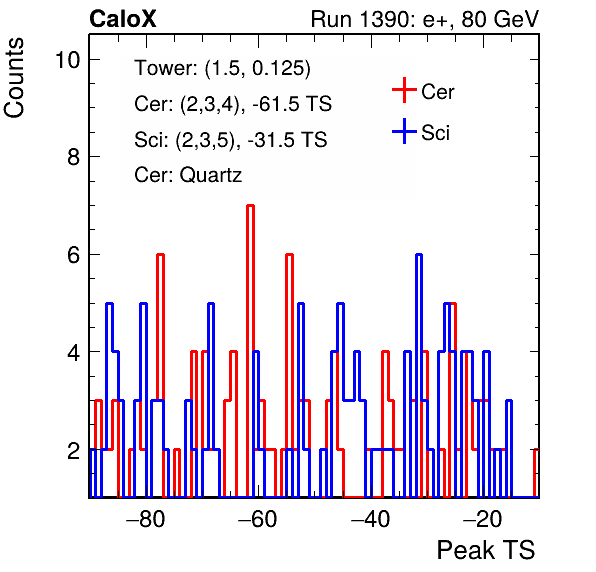 CaloX Run 1390: e+, 80 GeV
Counts
10
8
6
4
2
Tower: (1.5, 0.125)
Cer: (2,3,4), -61.5 TS
Sci: (2,3,5), -31.5 TS
Cer: Quartz
Cer
Sci
−80 −60 −40 −20
Peak TS